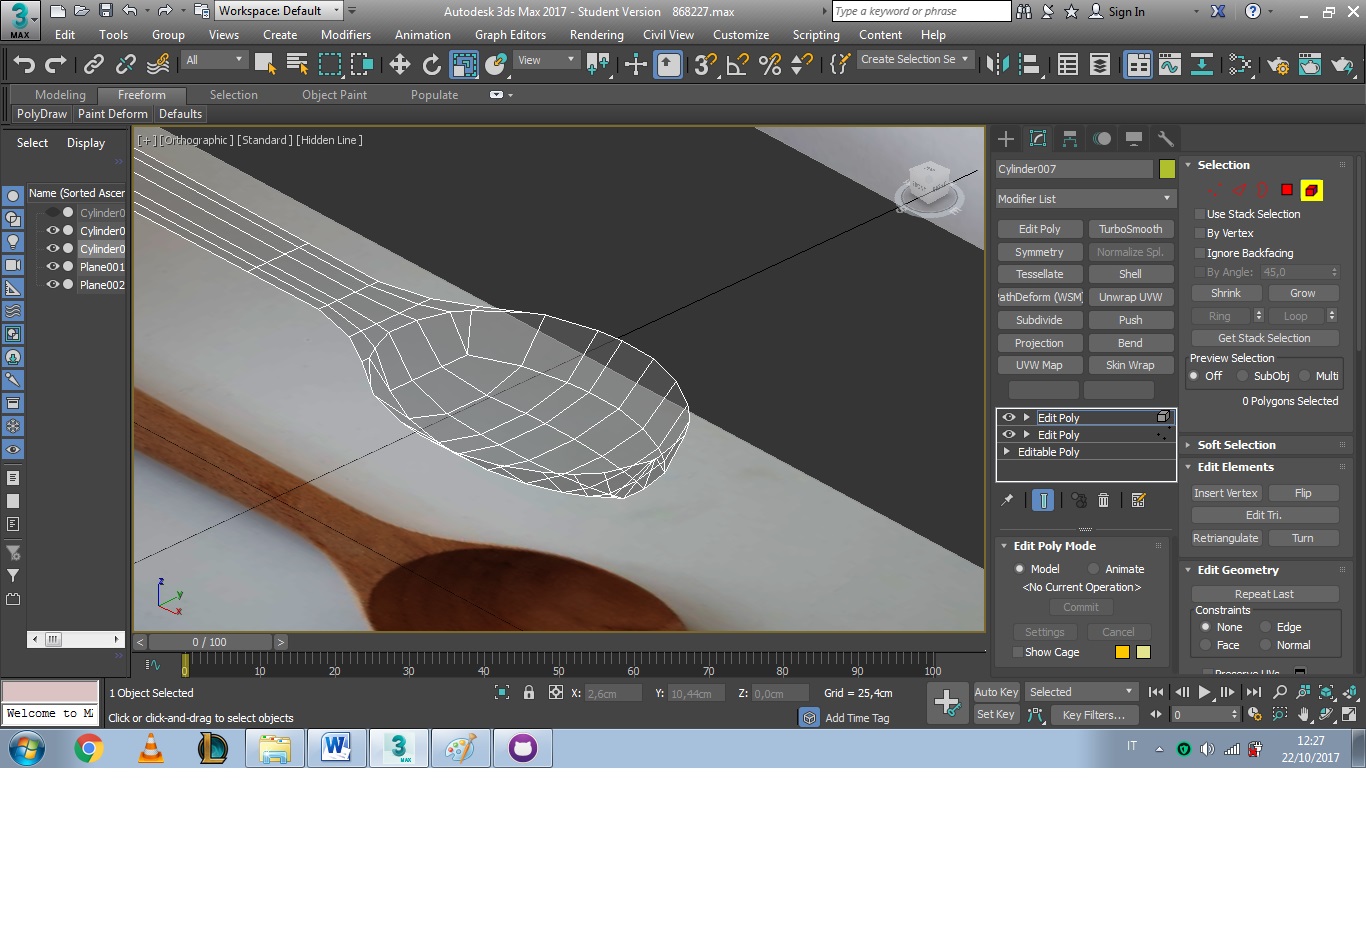 3
MAX
Workspace: Default
Autodesk 3ds Max 2017 - Student Version 868227.max
Type a keyword or phrase
Sign In
Edit Tools Group Views Create Modifiers Animation Graph Editors Rendering Civil View Customize Scripting Content Help
All View Create Selection Se
Modeling Freeform Selection Object Paint Populate
PolyDraw Paint Deform Defaults
Select Display
Name (Sorted Ascer
Cylinder0
Cylinder0
Cylinder0
Plane001
Plane002
[ + ] [Orthographic ] [Standard ] [Hidden Line ]
z
y
x
Cylinder007
Modifier List
Edit Poly TurboSmooth
Symmetry Normalize Spl.
Tessellate Shell
athDeform (WSM) Unwrap UVW
Subdivide Push
Projection Bend
UVW Map Skin Wrap
Edit Poly
Edit Poly
Editable Poly
Edit Poly Mode
Model Animate
<No Current Operation>
Commit
Settings Cancel
Show Cage
Selection
Use Stack Selection
By Vertex
Ignore Backfacing
By Angle: 45,0
Shrink Grow
Ring Loop
Get Stack Selection
Preview Selection
Off SubObj Multi
0 Polygons Selected
Soft Selection
Edit Elements
Insert Vertex Flip
Edit Tri.
Retriangulate Turn
Edit Geometry
Repeat Last
Constraints
None Edge
Face Normal
Preserve UVs
< 0 / 100 >
0 10 20 30 40 50 60 70 80 90 100
1 Object Selected X: 2,6cm Y: 10,44cm Z: 0,0cm Grid = 25,4cm Auto Key Selected
Welcome to M
Click or click-and-drag to select objects Add Time Tag Set Key Key Filters... 0
IT
12:27
22/10/2017